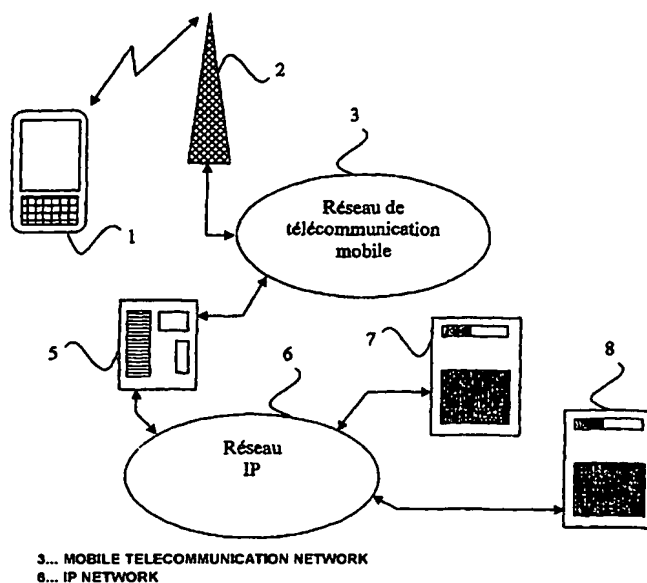 2
3
Réseau de
télécommunication
mobile
1
5
6
7
8
Réseau
IP
3... MOBILE TELECOMMUNICATION NETWORK
6... IP NETWORK